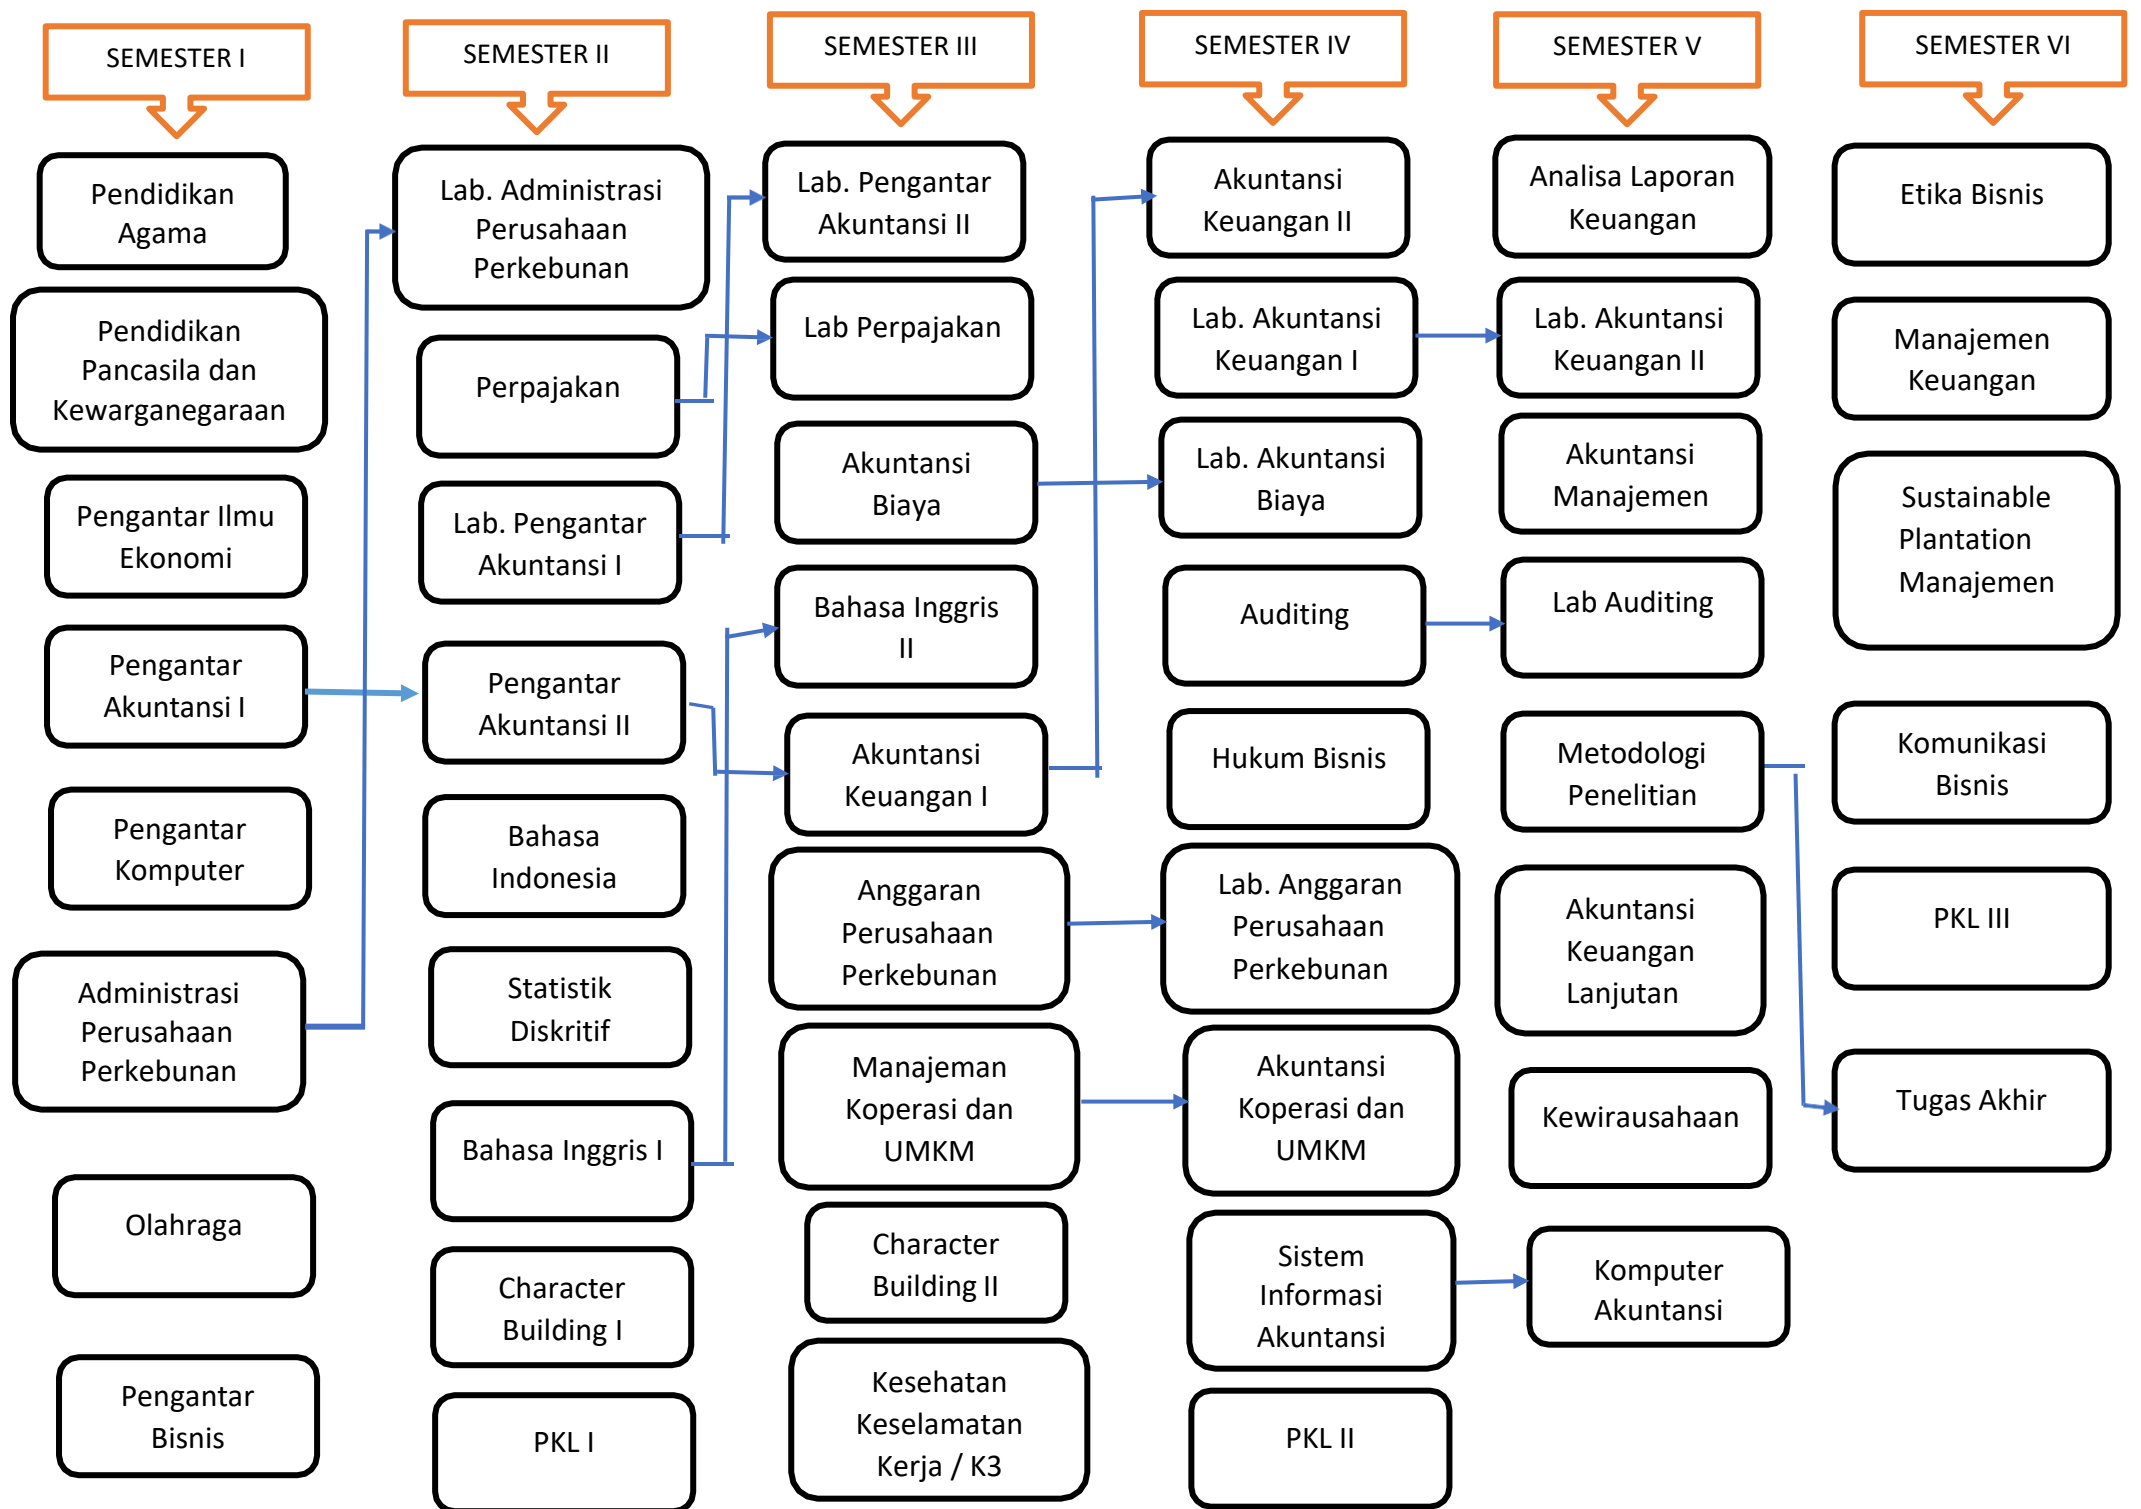 SEMESTER I
SEMESTER II
SEMESTER III
SEMESTER IV
SEMESTER V
SEMESTER VI
Pendidikan
Agama
Pendidikan
Pancasila dan
Kewarganegaraan
Pengantar Ilmu
Ekonomi
Pengantar
Akuntansi I
Pengantar
Komputer
Administrasi
Perusahaan
Perkebunan
Olahraga
Pengantar
Bisnis
Lab. Administrasi
Perusahaan
Perkebunan
Perpajakan
Lab. Pengantar
Akuntansi I
Pengantar
Akuntansi II
Bahasa
Indonesia
Statistik
Diskritif
Bahasa Inggris I
Character
Building I
PKL I
Lab. Pengantar
Akuntansi II
Lab Perpajakan
Akuntansi
Biaya
Bahasa Inggris
II
Akuntansi
Keuangan I
Anggaran
Perusahaan
Perkebunan
Manajeman
Koperasi dan
UMKM
Character
Building II
Kesehatan
Keselamatan
Kerja / K3
Akuntansi
Keuangan II
Lab. Akuntansi
Keuangan I
Lab. Akuntansi
Biaya
Auditing
Hukum Bisnis
Lab. Anggaran
Perusahaan
Perkebunan
Akuntansi
Koperasi dan
UMKM
Sistem
Informasi
Akuntansi
PKL II
Analisa Laporan
Keuangan
Lab. Akuntansi
Keuangan II
Akuntansi
Manajemen
Lab Auditing
Metodologi
Penelitian
Akuntansi
Keuangan
Lanjutan
Kewirausahaan
Komputer
Akuntansi
Etika Bisnis
Manajemen
Keuangan
Sustainable
Plantation
Manajemen
Komunikasi
Bisnis
PKL III
Tugas Akhir